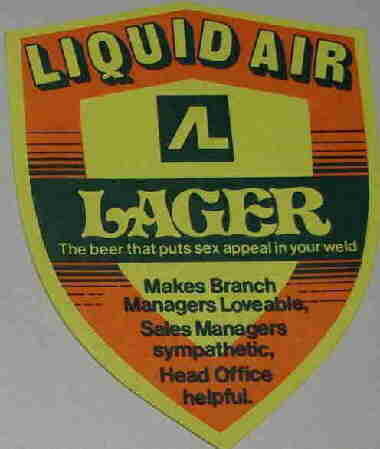 LIQUID AIR
AL
LAGER
The beer that puts sex appeal in your weld
Makes Branch
Managers Loveable,
Sales Managers
sympathetic,
Head Office
helpful.